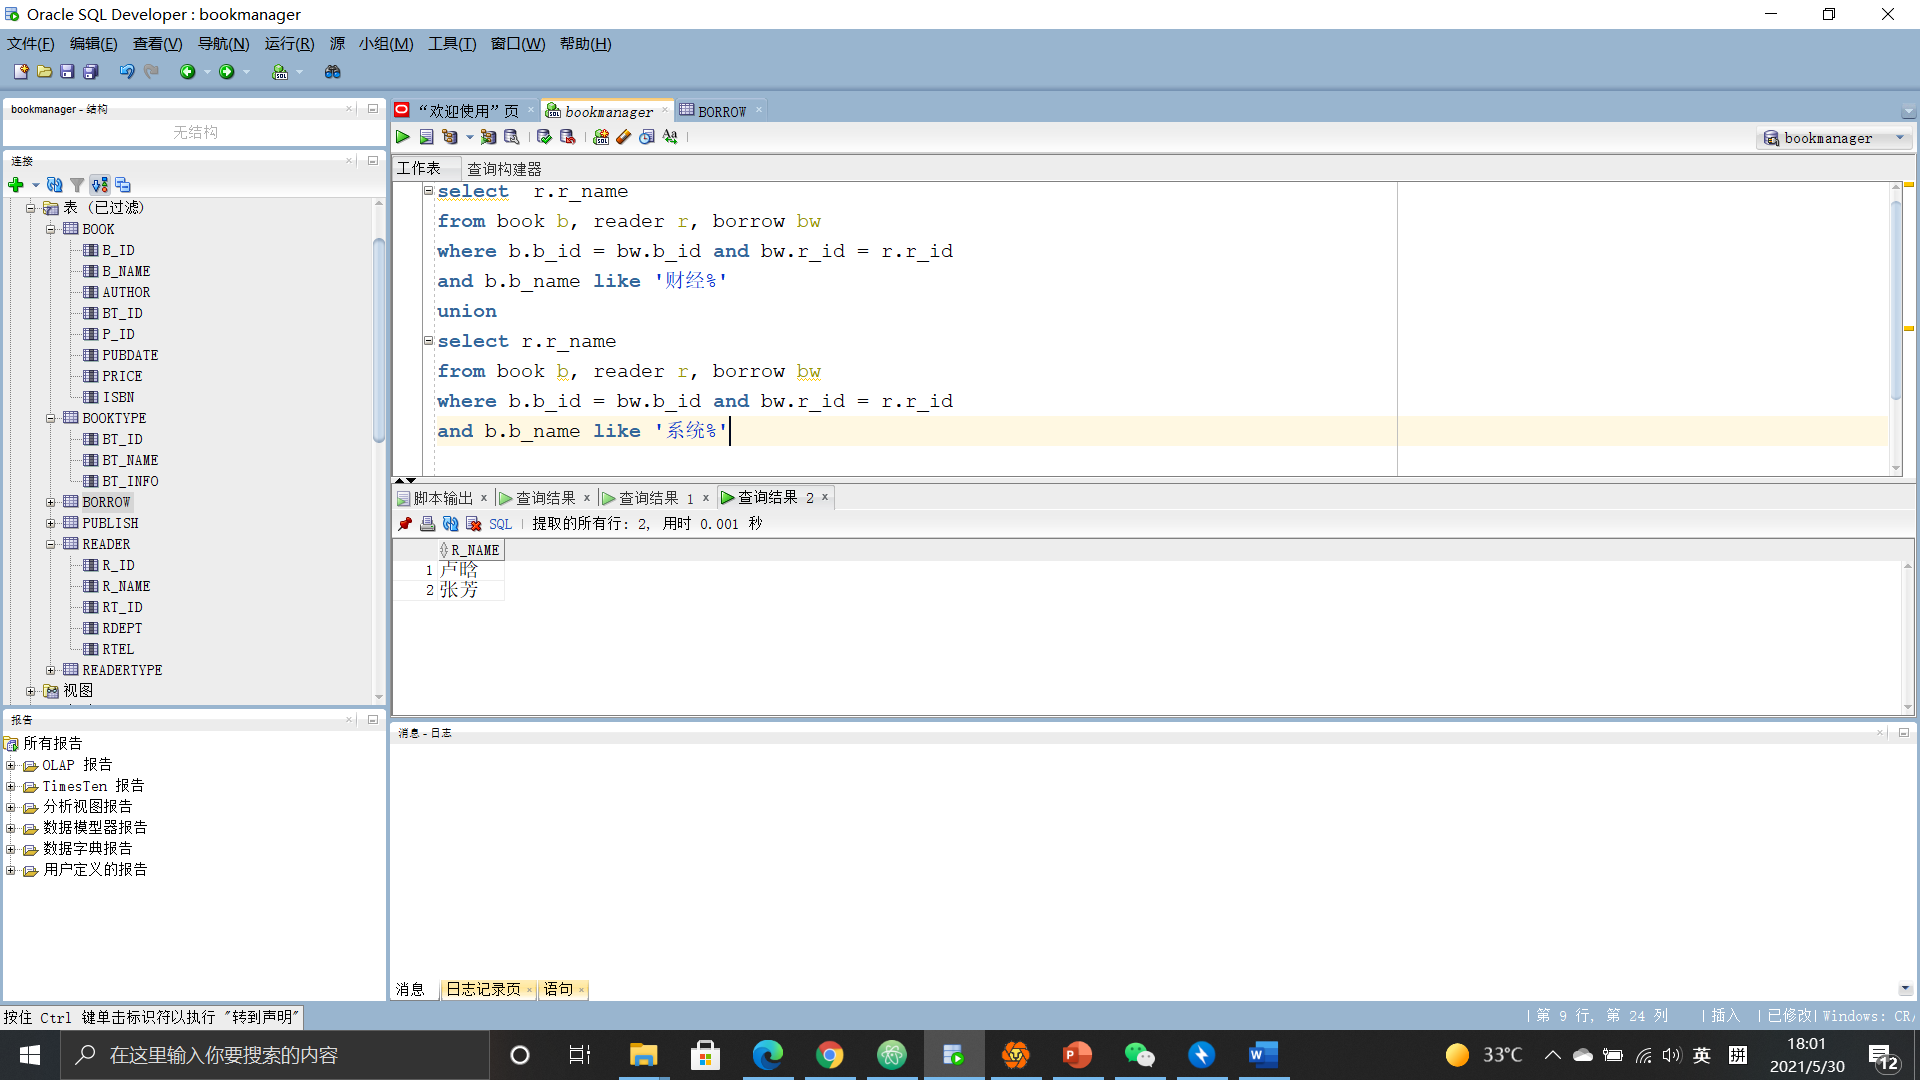 Oracle SQL Developer : bookmanager
文件(F) 编辑(E) 查看(V) 导航(N) 运行(R) 源 小组(M) 工具(T) 窗口(W) 帮助(H)
bookmanager - 结构
无结构
连接
表 (已过滤)
BOOK
B_ID
B_NAME
AUTHOR
BT_ID
P_ID
PUBDATE
PRICE
ISBN
BOOKTYPE
BT_ID
BT_NAME
BT_INFO
BORROW
PUBLISH
READER
R_ID
R_NAME
RT_ID
RDEPT
RTEL
READERTYPE
视图
报告
所有报告
OLAP 报告
TimesTen 报告
分析视图报告
数据模型器报告
数据字典报告
用户定义的报告
“欢迎使用”页 bookmanager BORROW
bookmanager
工作表 查询构建器
select  r.r_name
from book b, reader r, borrow bw
where b.b_id = bw.b_id and bw.r_id = r.r_id
and b.b_name like '财经%'
union
select r.r_name
from book b, reader r, borrow bw
where b.b_id = bw.b_id and bw.r_id = r.r_id
and b.b_name like '系统%'
脚本输出 查询结果 查询结果 1 查询结果 2
SQL 提取的所有行: 2, 用时 0.001 秒
R_NAME
1 卢晗
2 张芳
消息 - 日志
消息 日志记录页 语句
按住 Ctrl 键单击标识符以执行 "转到声明"
第 9 行, 第 24 列 插入 已修改 Windows: CR/
在这里输入你要搜索的内容
33°C
英
拼
18:01
2021/5/30
12